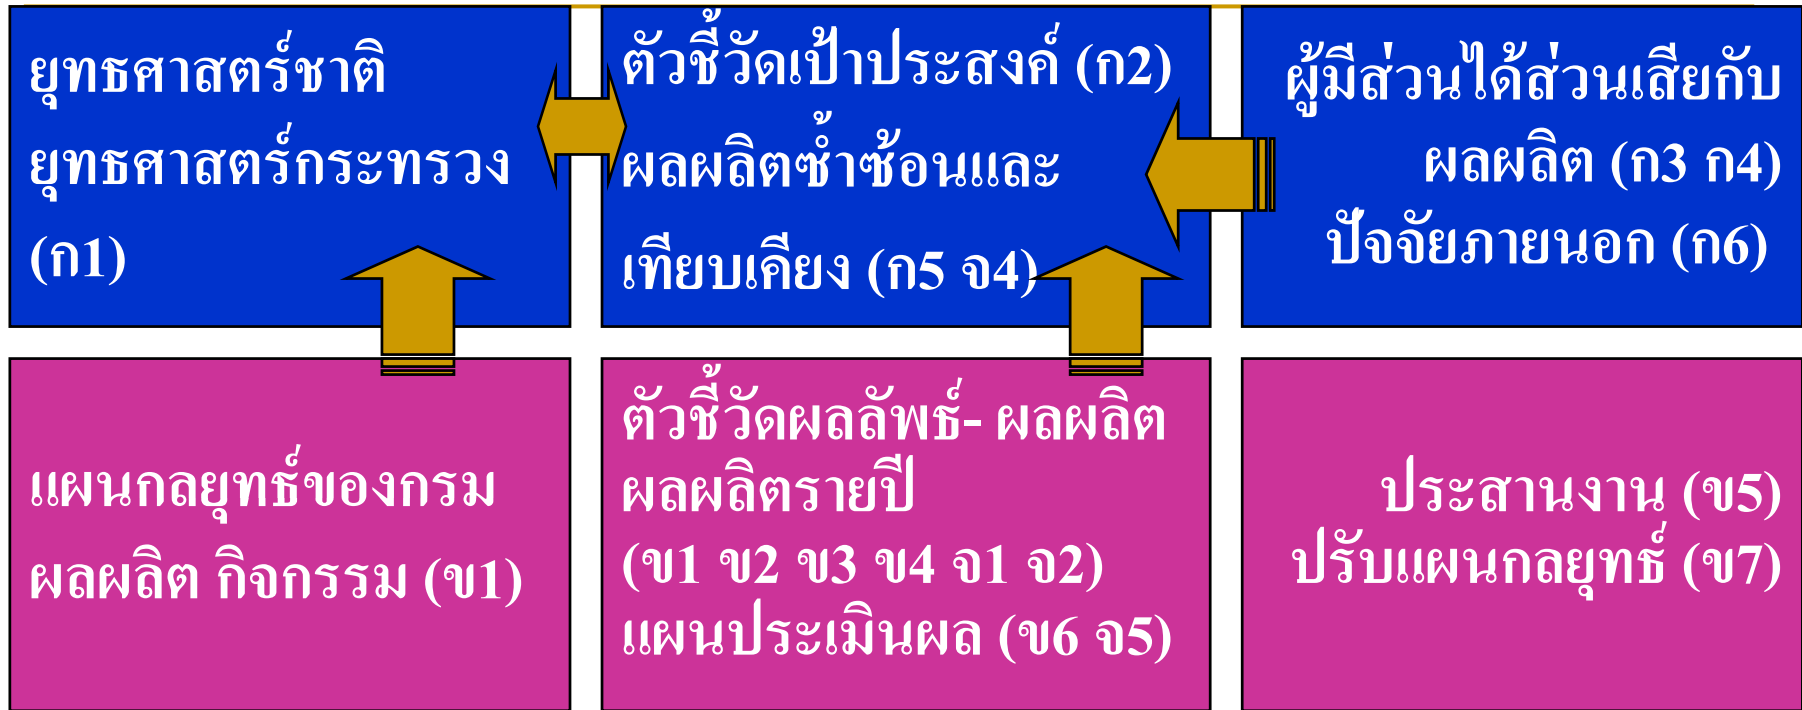 ยุทธศาสตร์ชาติ
ยุทธศาสตร์กระทรวง
(ก1)
ตัวชี้วัดเป้าประสงค์ (ก2)
ผลผลิตซ้ำซ้อนและ
เทียบเคียง (ก5 จ4)
ผู้มีส่วนได้ส่วนเสียกับ
ผลผลิต (ก3 ก4)
ปัจจัยภายนอก (ก6)
แผนกลยุทธ์ของกรม
ผลผลิต กิจกรรม (ข1)
ตัวชี้วัดผลลัพธ์- ผลผลิต
ผลผลิตรายปี
(ข1 ข2 ข3 ข4 จ1 จ2)
แผนประเมินผล (ข6 จ5)
ประสานงาน (ข5)
ปรับแผนกลยุทธ์ (ข7)